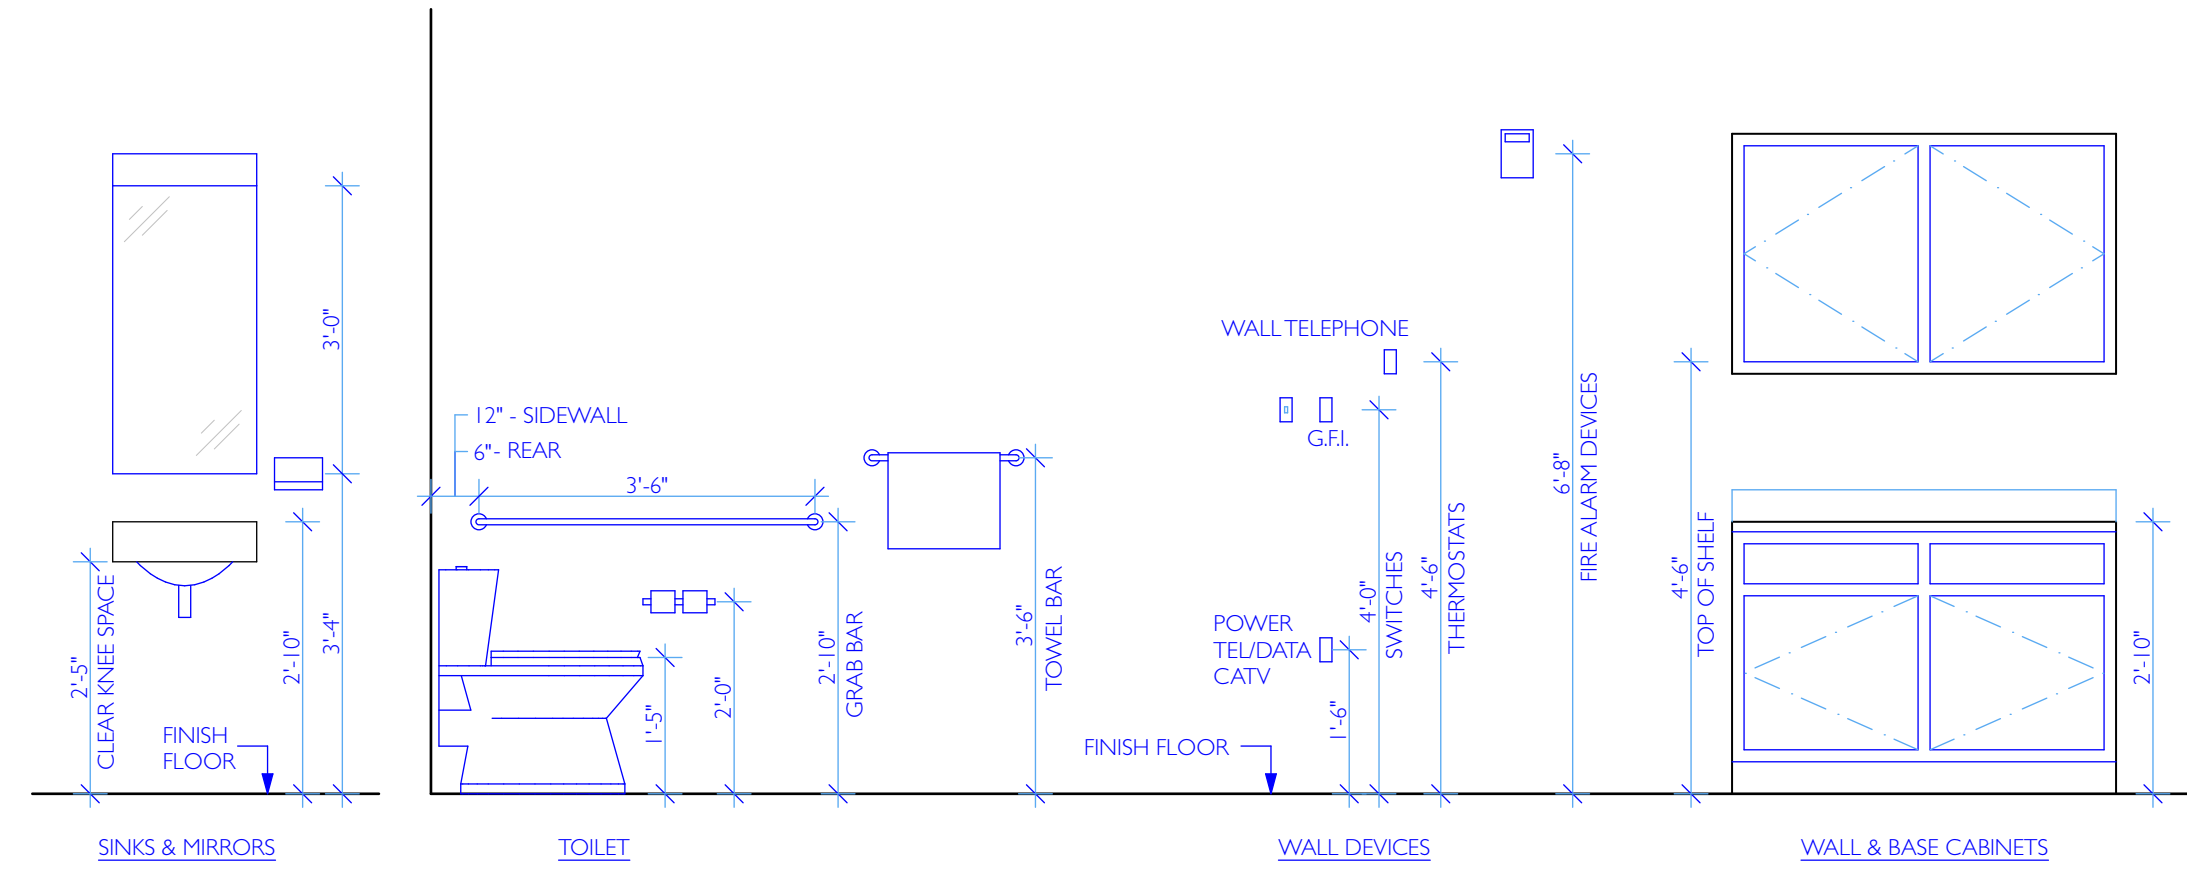 3'-0"
2'-5"
CLEAR KNEE SPACE
FINISH
FLOOR
2'-10"
3'-4"
SINKS & MIRRORS
12" - SIDEWALL
6"- REAR
3'-6"
1'-5"
2'-0"
2'-10"
GRAB BAR
3'-6"
TOWEL BAR
TOILET
WALL TELEPHONE
G.F.I.
POWER
TEL/DATA
CATV
FINISH FLOOR
1'-6"
4'-0"
SWITCHES
4'-6"
THERMOSTATS
6'-8"
FIRE ALARM DEVICES
WALL DEVICES
4'-6"
TOP OF SHELF
2'-10"
WALL & BASE CABINETS